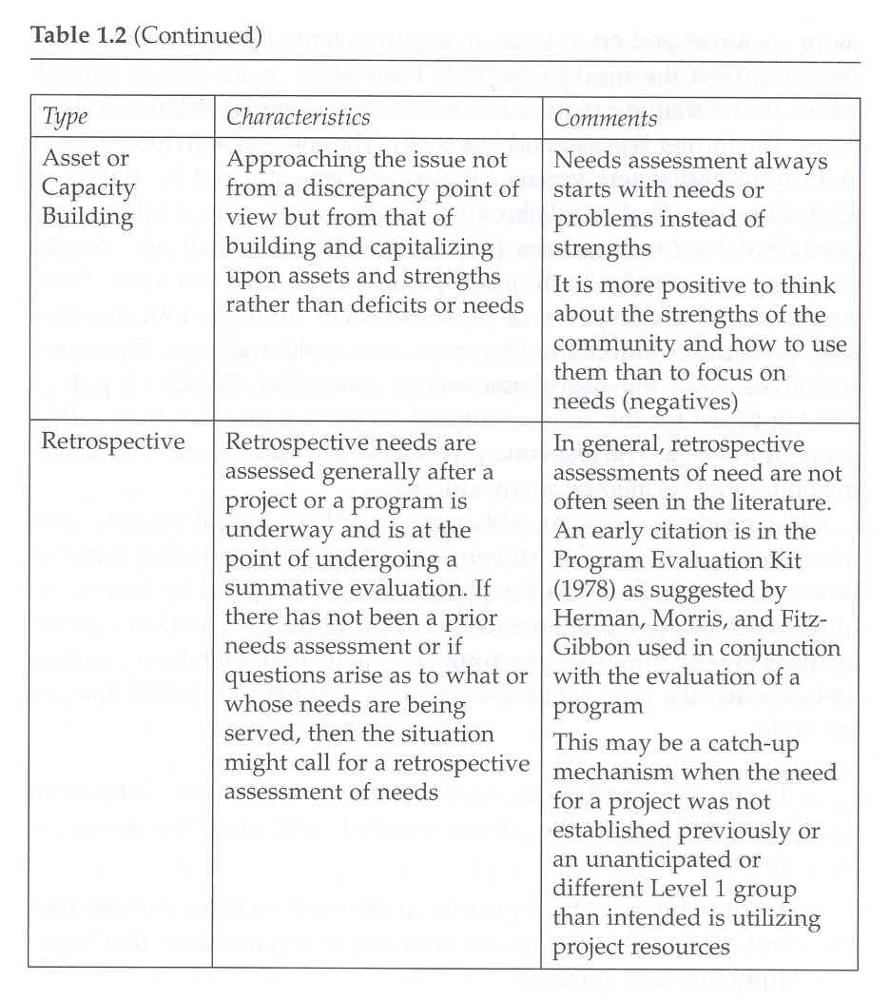 Table 1.2 (Continued)
Type
Characteristics
Comments
Asset of
Capacity
Building
Approaching the issue not
from a discrepancy point of
view but from that of
building and capitalizing
upon assets and strengths
rather than deficits or needs
Needs assessment always
starts with needs or
problems instead of
strengths
It is more positive to think
about the strengths of the
community and how to use
them than to focus on
needs (negatives)
Retrospective
Retrospective needs are
assessed generally after a
project or a program is
underway and is at the
point of undergoing a
summative evaluation. If
there has not been a prior
needs assessment or if
questions arise as to what or
whose needs are being
served, then the situation
might call for a retrospective
assessment of needs
In general, retrospective
assessments of need are not
often seen in the literature.
An early citation is in the
Program Evaluation Kit
(1978) as suggested by
Herman, Morris, and Fitz-
Gibbon used in conjunction
with the evaluation of a
program
This may be a catch-up
mechanism when the need
for a project was not
established previously or
an unanticipated or
different Level 1 group
than intended is utilizing
project resources